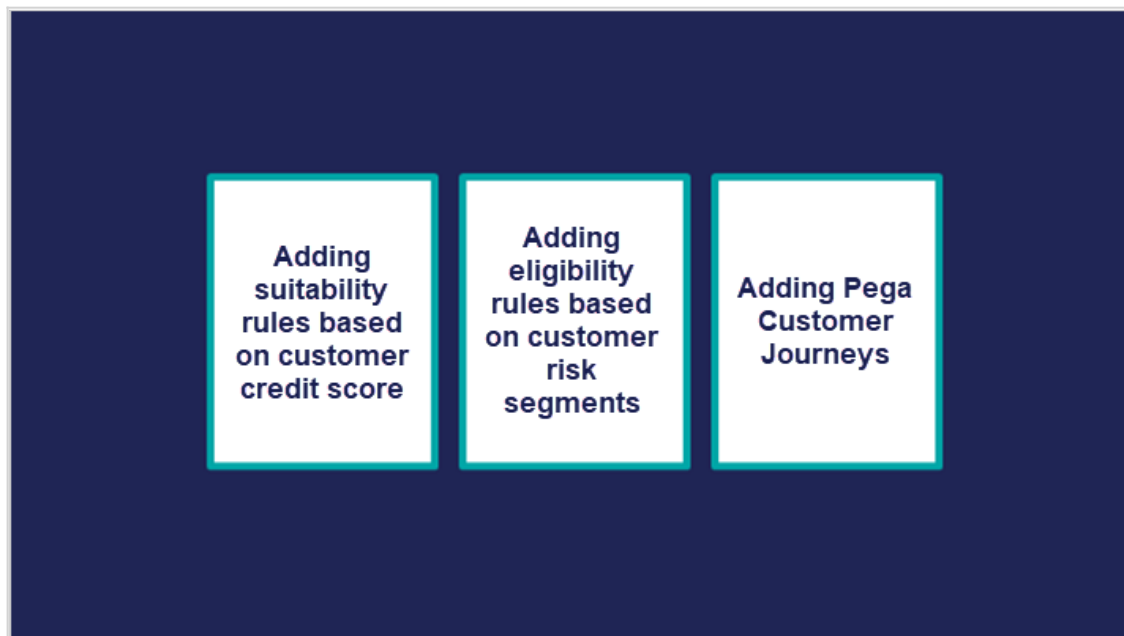 Adding
suitability
rules based
on customer
credit score
Adding
eligibility
rules based
on customer
risk
segments
Adding Pega
Customer
Journeys